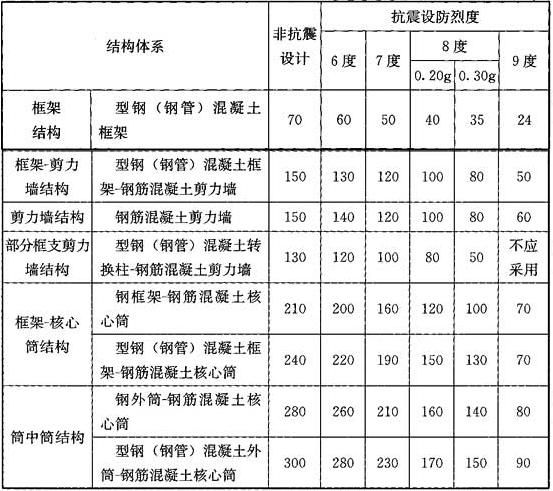 结构体系 非抗震设计 抗震设防烈度
6度 7度 8度 9度
0.20g 0.30g
框架结构 型钢（钢管）混凝土框架 70 60 50 40 35 24
框架-剪力墙结构 型钢（钢管）混凝土框架-钢筋混凝土剪力墙 150 130 120 100 80 50
剪力墙结构 钢筋混凝土剪力墙 150 140 120 100 80 60
部分框支剪力墙结构 型钢（钢管）混凝土转换柱-钢筋混凝土剪力墙 130 120 100 80 50 不应采用
框架-核心筒结构 钢框架-钢筋混凝土核心筒 210 200 160 120 100 70
型钢（钢管）混凝土框架-钢筋混凝土核心筒 240 220 190 150 130 70
筒中筒结构 钢外筒-钢筋混凝土核心筒 280 260 210 160 140 80
型钢（钢管）混凝土外筒-钢筋混凝土核心筒 300 280 230 170 150 90